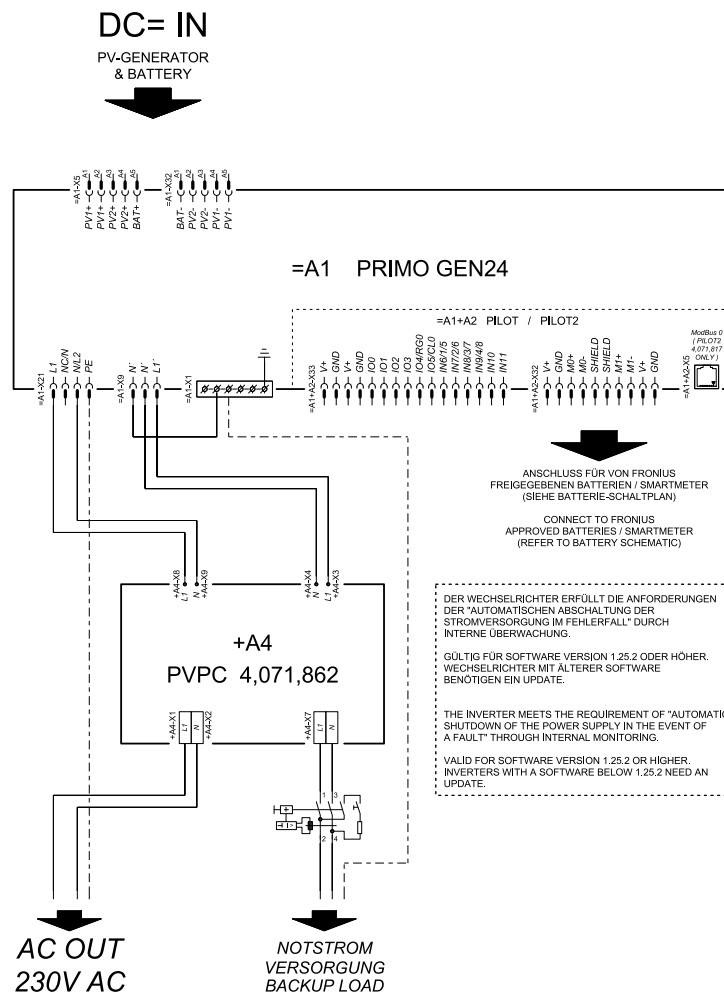 DC= IN
PV-GENERATOR
& BATTERY
=A1-X5
A1
A2
A3
A4
A5
PV1+
PV1+
PV2+
PV2+
BAT+
=A1-X32
A1
A2
A3
A4
A5
BAT-
PV2-
PV2-
PV1-
PV1-
=A1 PRIMO GEN24
=A1+A2 PILOT / PILOT2
ModBus 0
( PILOT2
4,071,817
ONLY )
=A1-X21
L1
NC/N
N/L2
PE
=A1-X9
N´
N´
L1´
=A1-X1
=A1+A2-X33
V+
GND
V+
GND
IO0
IO1
IO2
IO3
IO4/RG0
IO5/CL0
IN6/1/5
IN7/2/6
IN8/3/7
IN9/4/8
IN10
IN11
=A1+A2-X32
V+
GND
M0+
M0-
SHIELD
SHIELD
M1+
M1-
V+
GND
=A1+A2-X5
ANSCHLUSS FÜR VON FRONIUS
FREIGEGEBENEN BATTERIEN / SMARTMETER
(SIEHE BATTERIE-SCHALTPLAN)
CONNECT TO FRONIUS
APPROVED BATTERIES / SMARTMETER
(REFER TO BATTERY SCHEMATIC)
+A4-X8
L1
N
+A4-X9
+A4-X4
N
L1
+A4-X3
+A4
PVPC 4,071,862
+A4-X1
L1
N
+A4-X2
+A4-X7
L1
N
DER WECHSELRICHTER ERFÜLLT DIE ANFORDERUNGEN
DER "AUTOMATISCHEN ABSCHALTUNG DER
STROMVERSORGUNG IM FEHLERFALL" DURCH
INTERNE ÜBERWACHUNG.
GÜLTIG FÜR SOFTWARE VERSION 1.25.2 ODER HÖHER.
WECHSELRICHTER MIT ÄLTERER SOFTWARE
BENÖTIGEN EIN UPDATE.
THE INVERTER MEETS THE REQUIREMENT OF "AUTOMATIC
SHUTDOWN OF THE POWER SUPPLY IN THE EVENT OF
A FAULT" THROUGH INTERNAL MONITORING.
VALID FOR SOFTWARE VERSION 1.25.2 OR HIGHER.
INVERTERS WITH A SOFTWARE BELOW 1.25.2 NEED AN
UPDATE.
1
3
2
4
AC OUT
230V AC
NOTSTROM
VERSORGUNG
BACKUP LOAD